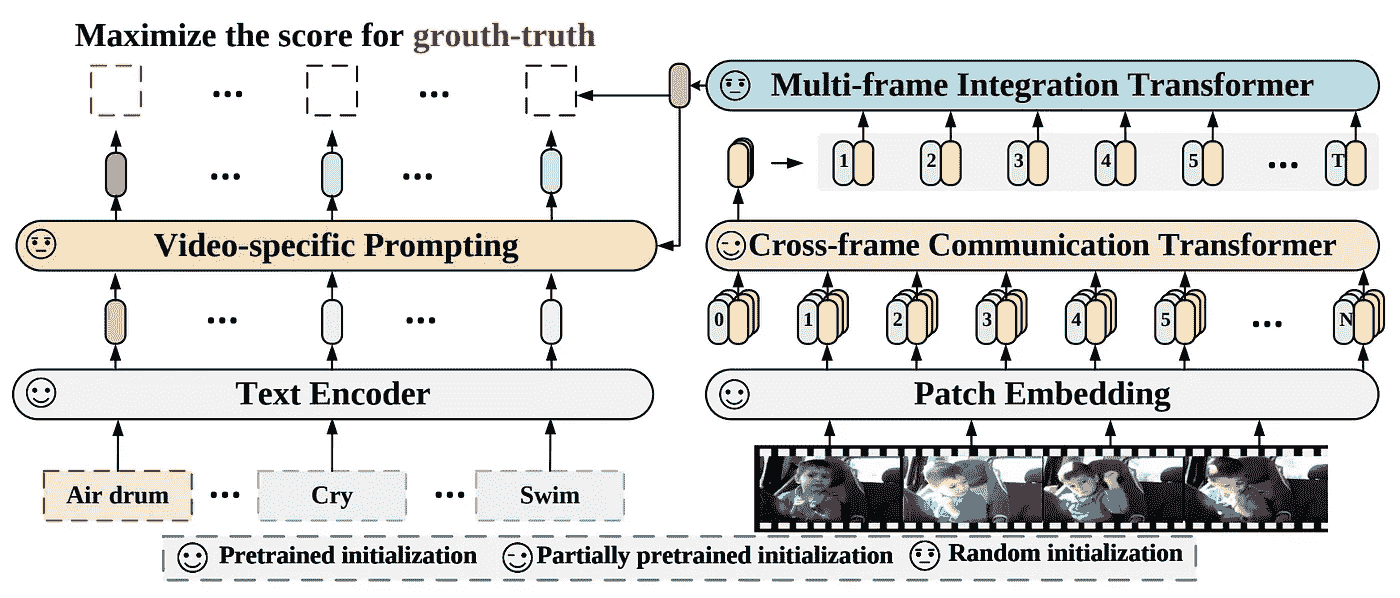 Maximize the score for grouth-truth
... ...
Multi-frame Integration Transformer
1 2 3 4 5 ... T
... ...
Video-specific Prompting
Cross-frame Communication Transformer
... ...
0 1 2 3 4 5 ... N
Text Encoder
Patch Embedding
Air drum ... Cry ... Swim
Pretrained initialization Partially pretrained initialization Random initialization